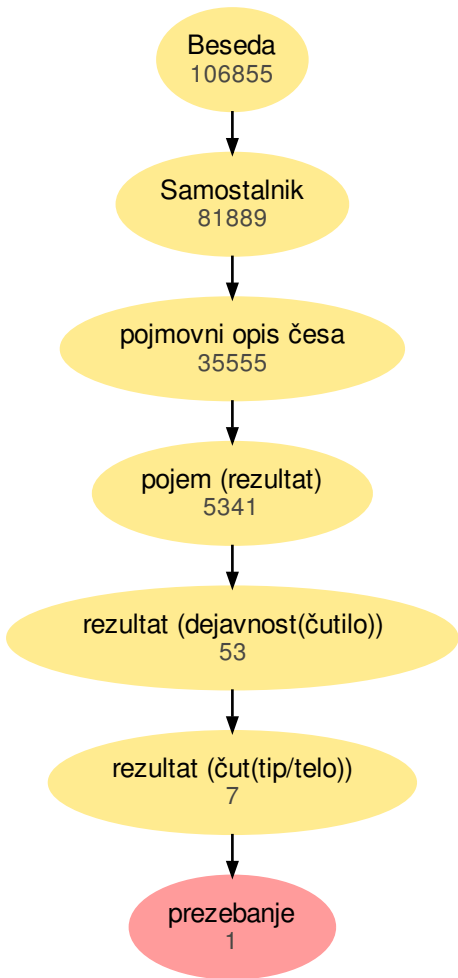 Beseda
106855
Samostalnik
81889
pojmovni opis česa
35555
pojem (rezultat)
5341
rezultat (dejavnost(čutilo))
53
rezultat (čut(tip/telo))
7
prezebanje
1